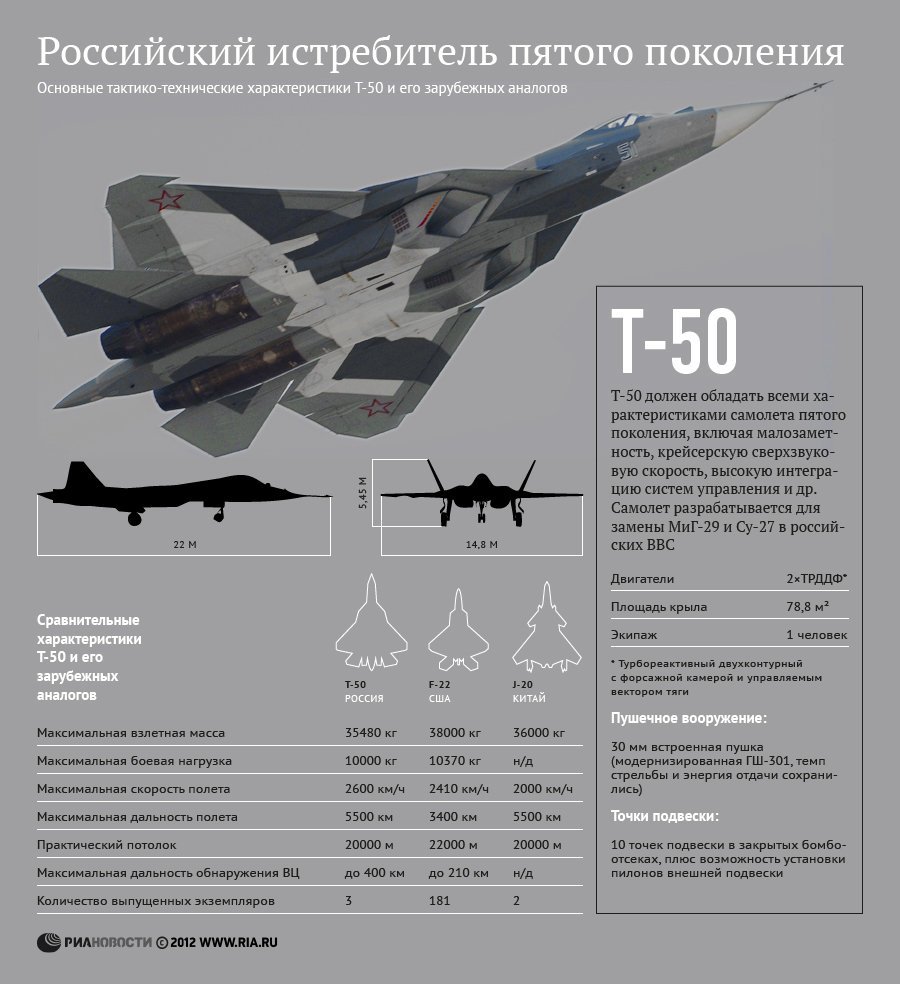 Российский истребитель пятого поколения
Основные тактико-технические характеристики Т-50 и его зарубежных аналогов
51
Т-50
Т-50 должен обладать всеми ха-
рактеристиками самолета пятого
поколения, включая малозамет-
ность, крейсерскую сверхзвуко-
вую скорость, высокую интегра-
цию систем управления и др.
Самолет разрабатывается для
замены МиГ-29 и Су-27 в россий-
ских ВВС
Двигатели 2×ТРДДФ*
Площадь крыла 78,8 м²
Экипаж 1 человек
* Турбореактивный двухконтурный
с форсажной камерой и управляемым
вектором тяги
Пушечное вооружение:
30 мм встроенная пушка
(модернизированная ГШ-301, темп
стрельбы и энергия отдачи сохрани-
лись)
Точки подвески:
10 точек подвески в закрытых бомбо-
отсеках, плюс возможность установки
пилонов внешней подвески
22 м
5,45 м
14,8 м
Сравнительные
характеристики
Т-50 и его
зарубежных
аналогов
Т-50 F-22 J-20
РОССИЯ США КИТАЙ
Максимальная взлетная масса 35480 кг 38000 кг 36000 кг
Максимальная боевая нагрузка 10000 кг 10370 кг н/д
Максимальная скорость полета 2600 км/ч 2410 км/ч 2000 км/ч
Максимальная дальность полета 5500 км 3400 км 5500 км
Практический потолок 20000 м 22000 м 20000 м
Максимальная дальность обнаружения ВЦ до 400 км до 210 км н/д
Количество выпущенных экземпляров 3 181 2
РИАНОВОСТИ © 2012 WWW.RIA.RU